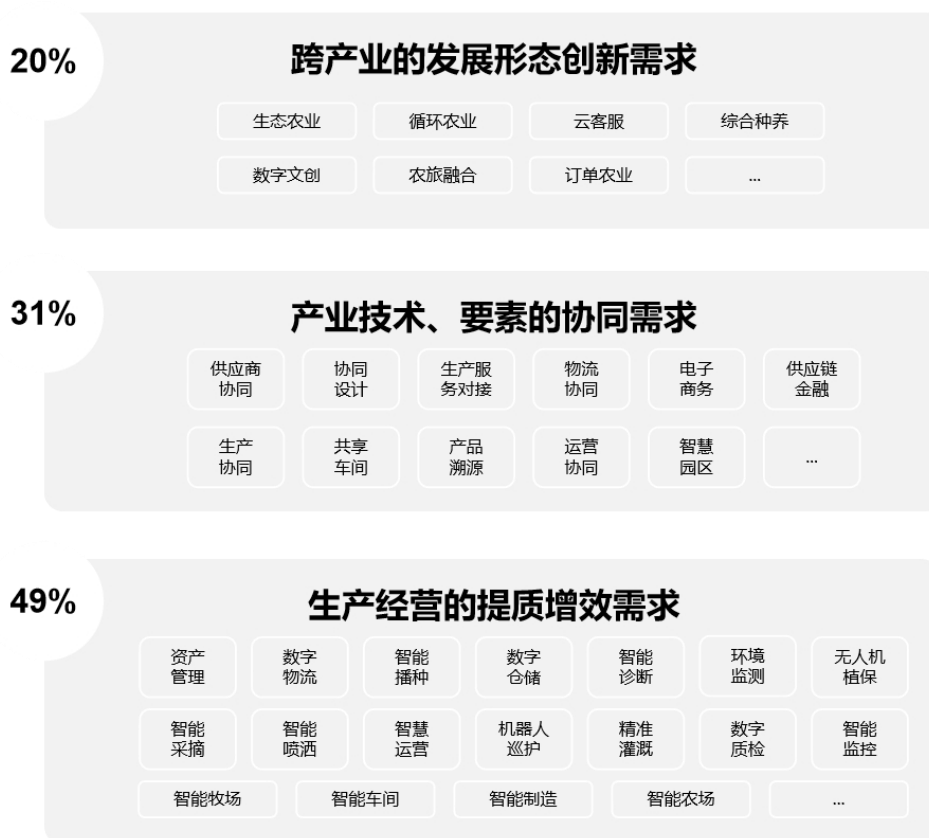 20%
跨产业的发展形态创新需求
生态农业 循环农业 云客服 综合种养
数字文创 农旅融合 订单农业 ...
31%
产业技术、要素的协同需求
供应商 协同 生产服 物流 电子 供应链
协同 设计 务对接 协同 商务 金融
生产 共享 产品 运营 智慧 ...
协同 车间 溯源 协同 园区
49%
生产经营的提质增效需求
资产 数字 智能 数字 智能 环境 无人机
管理 物流 播种 仓储 诊断 监测 植保
智能 智能 智慧 机器人 精准 数字 智能
采摘 喷洒 运营 巡护 灌溉 质检 监控
智能牧场 智能车间 智能制造 智能农场 ...